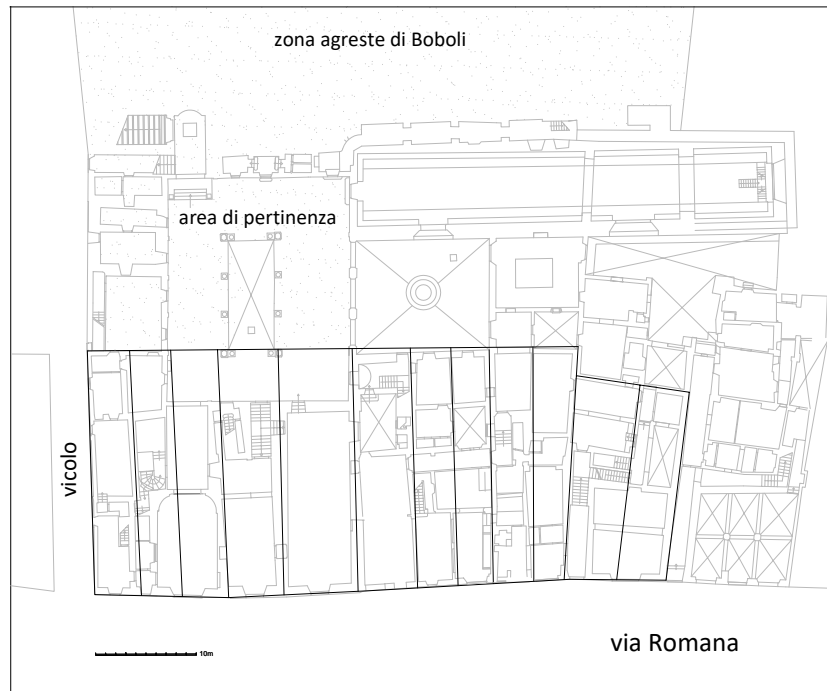 zona agreste di Boboli
area di pertinenza
vicolo
10m
via Romana